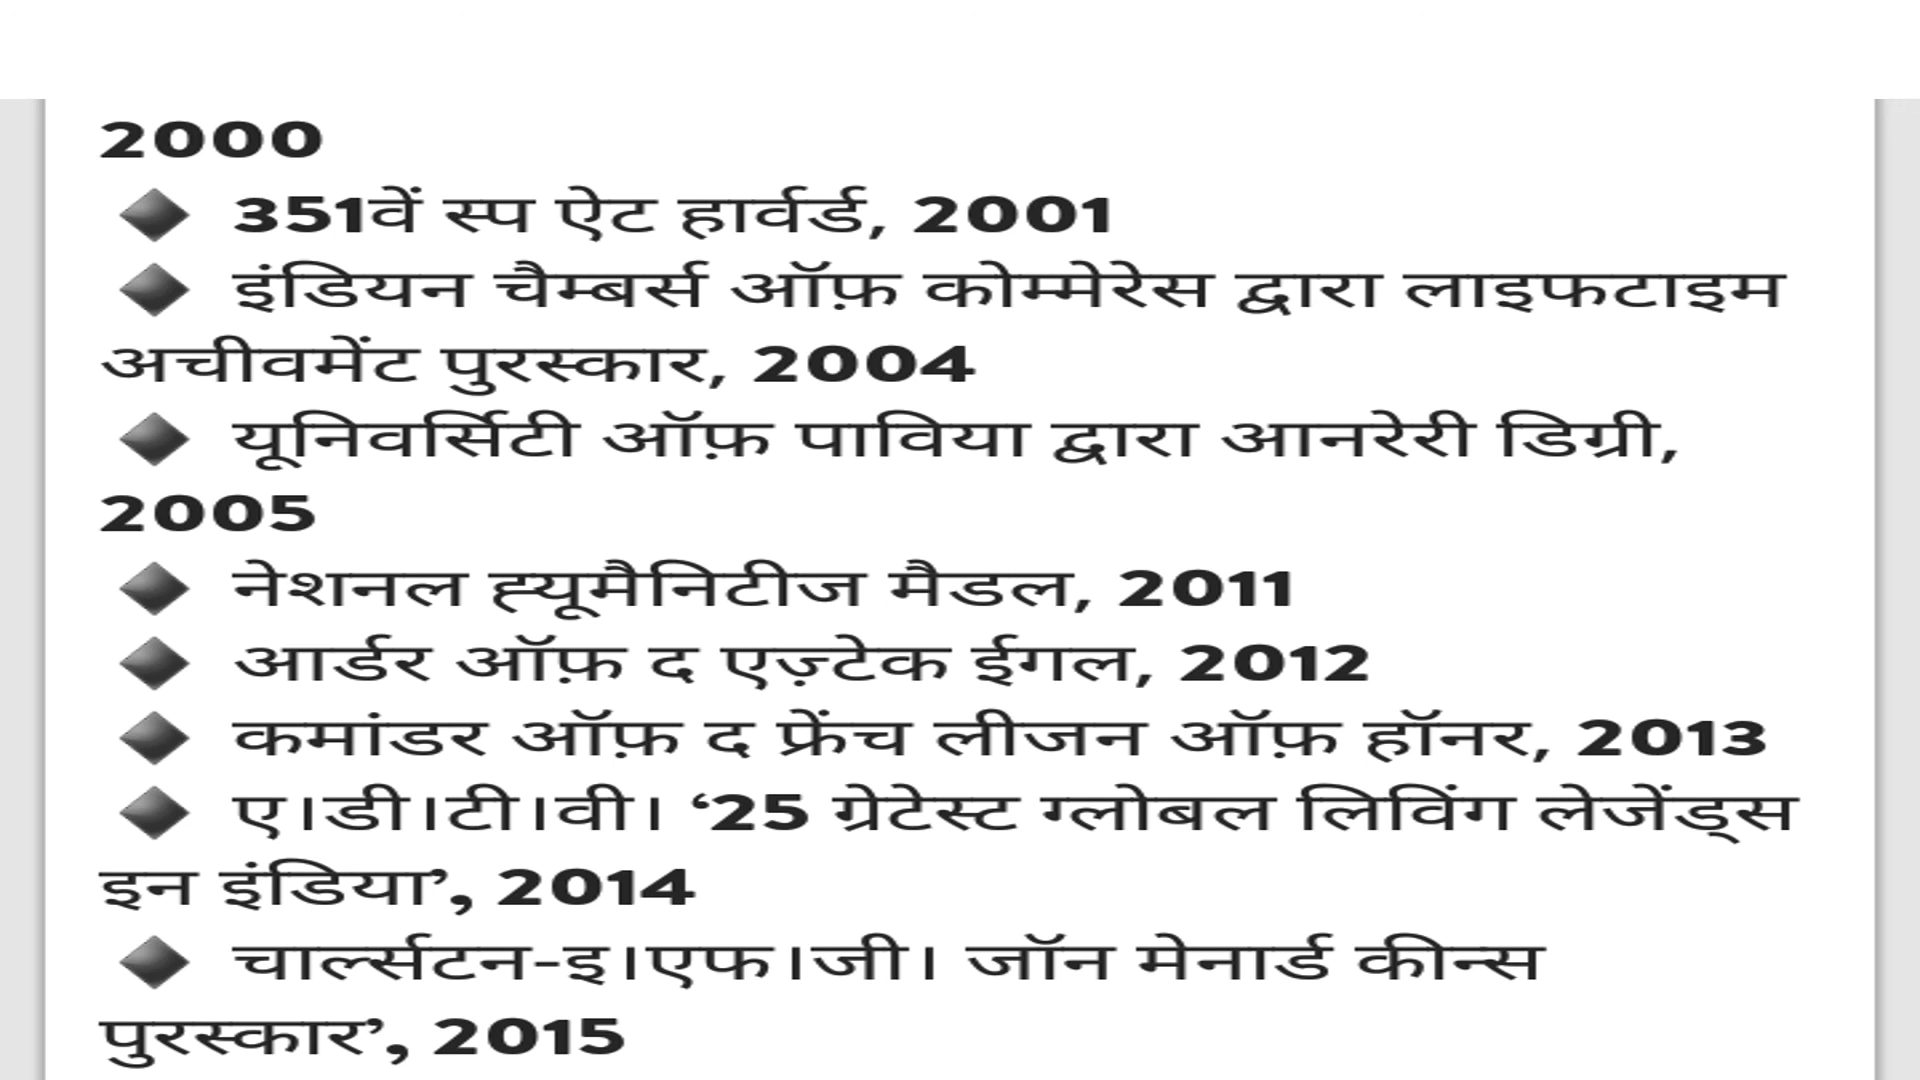 2000
◆ 351वें स्प ऐट हार्वर्ड, 2001
◆ इंडियन चैम्बर्स ऑफ़ कोम्मेरेस द्वारा लाइफटाइम
अचीवमेंट पुरस्कार, 2004
◆ यूनिवर्सिटी ऑफ़ पाविया द्वारा आनरेरी डिग्री,
2005
◆ नेशनल ह्यूमैनिटीज मैडल, 2011
◆ आर्डर ऑफ़ द एज़्टेक ईगल, 2012
◆ कमांडर ऑफ़ द फ्रेंच लीजन ऑफ़ हॉनर, 2013
◆ ए।डी।टी।वी। ‘25 ग्रेटेस्ट ग्लोबल लिविंग लेजेंड्स
इन इंडिया’, 2014
◆ चार्ल्सटन-इ।एफ।जी। जॉन मेनार्ड कीन्स
पुरस्कार’, 2015